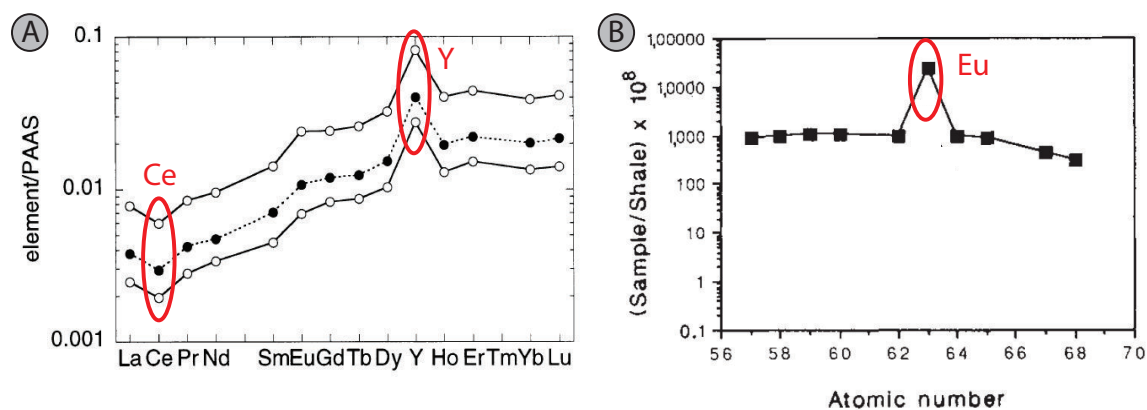 A
0.1
0.01
0.001
element/PAAS
Ce
Y
La Ce Pr Nd Sm Eu Gd Tb Dy Y Ho Er Tm Yb Lu
B
1,00000
1,0000
1,000
100
10
1
0.1
(Sample/Shale) x 10⁸
Eu
56 58 60 62 64 66 68 70
Atomic number